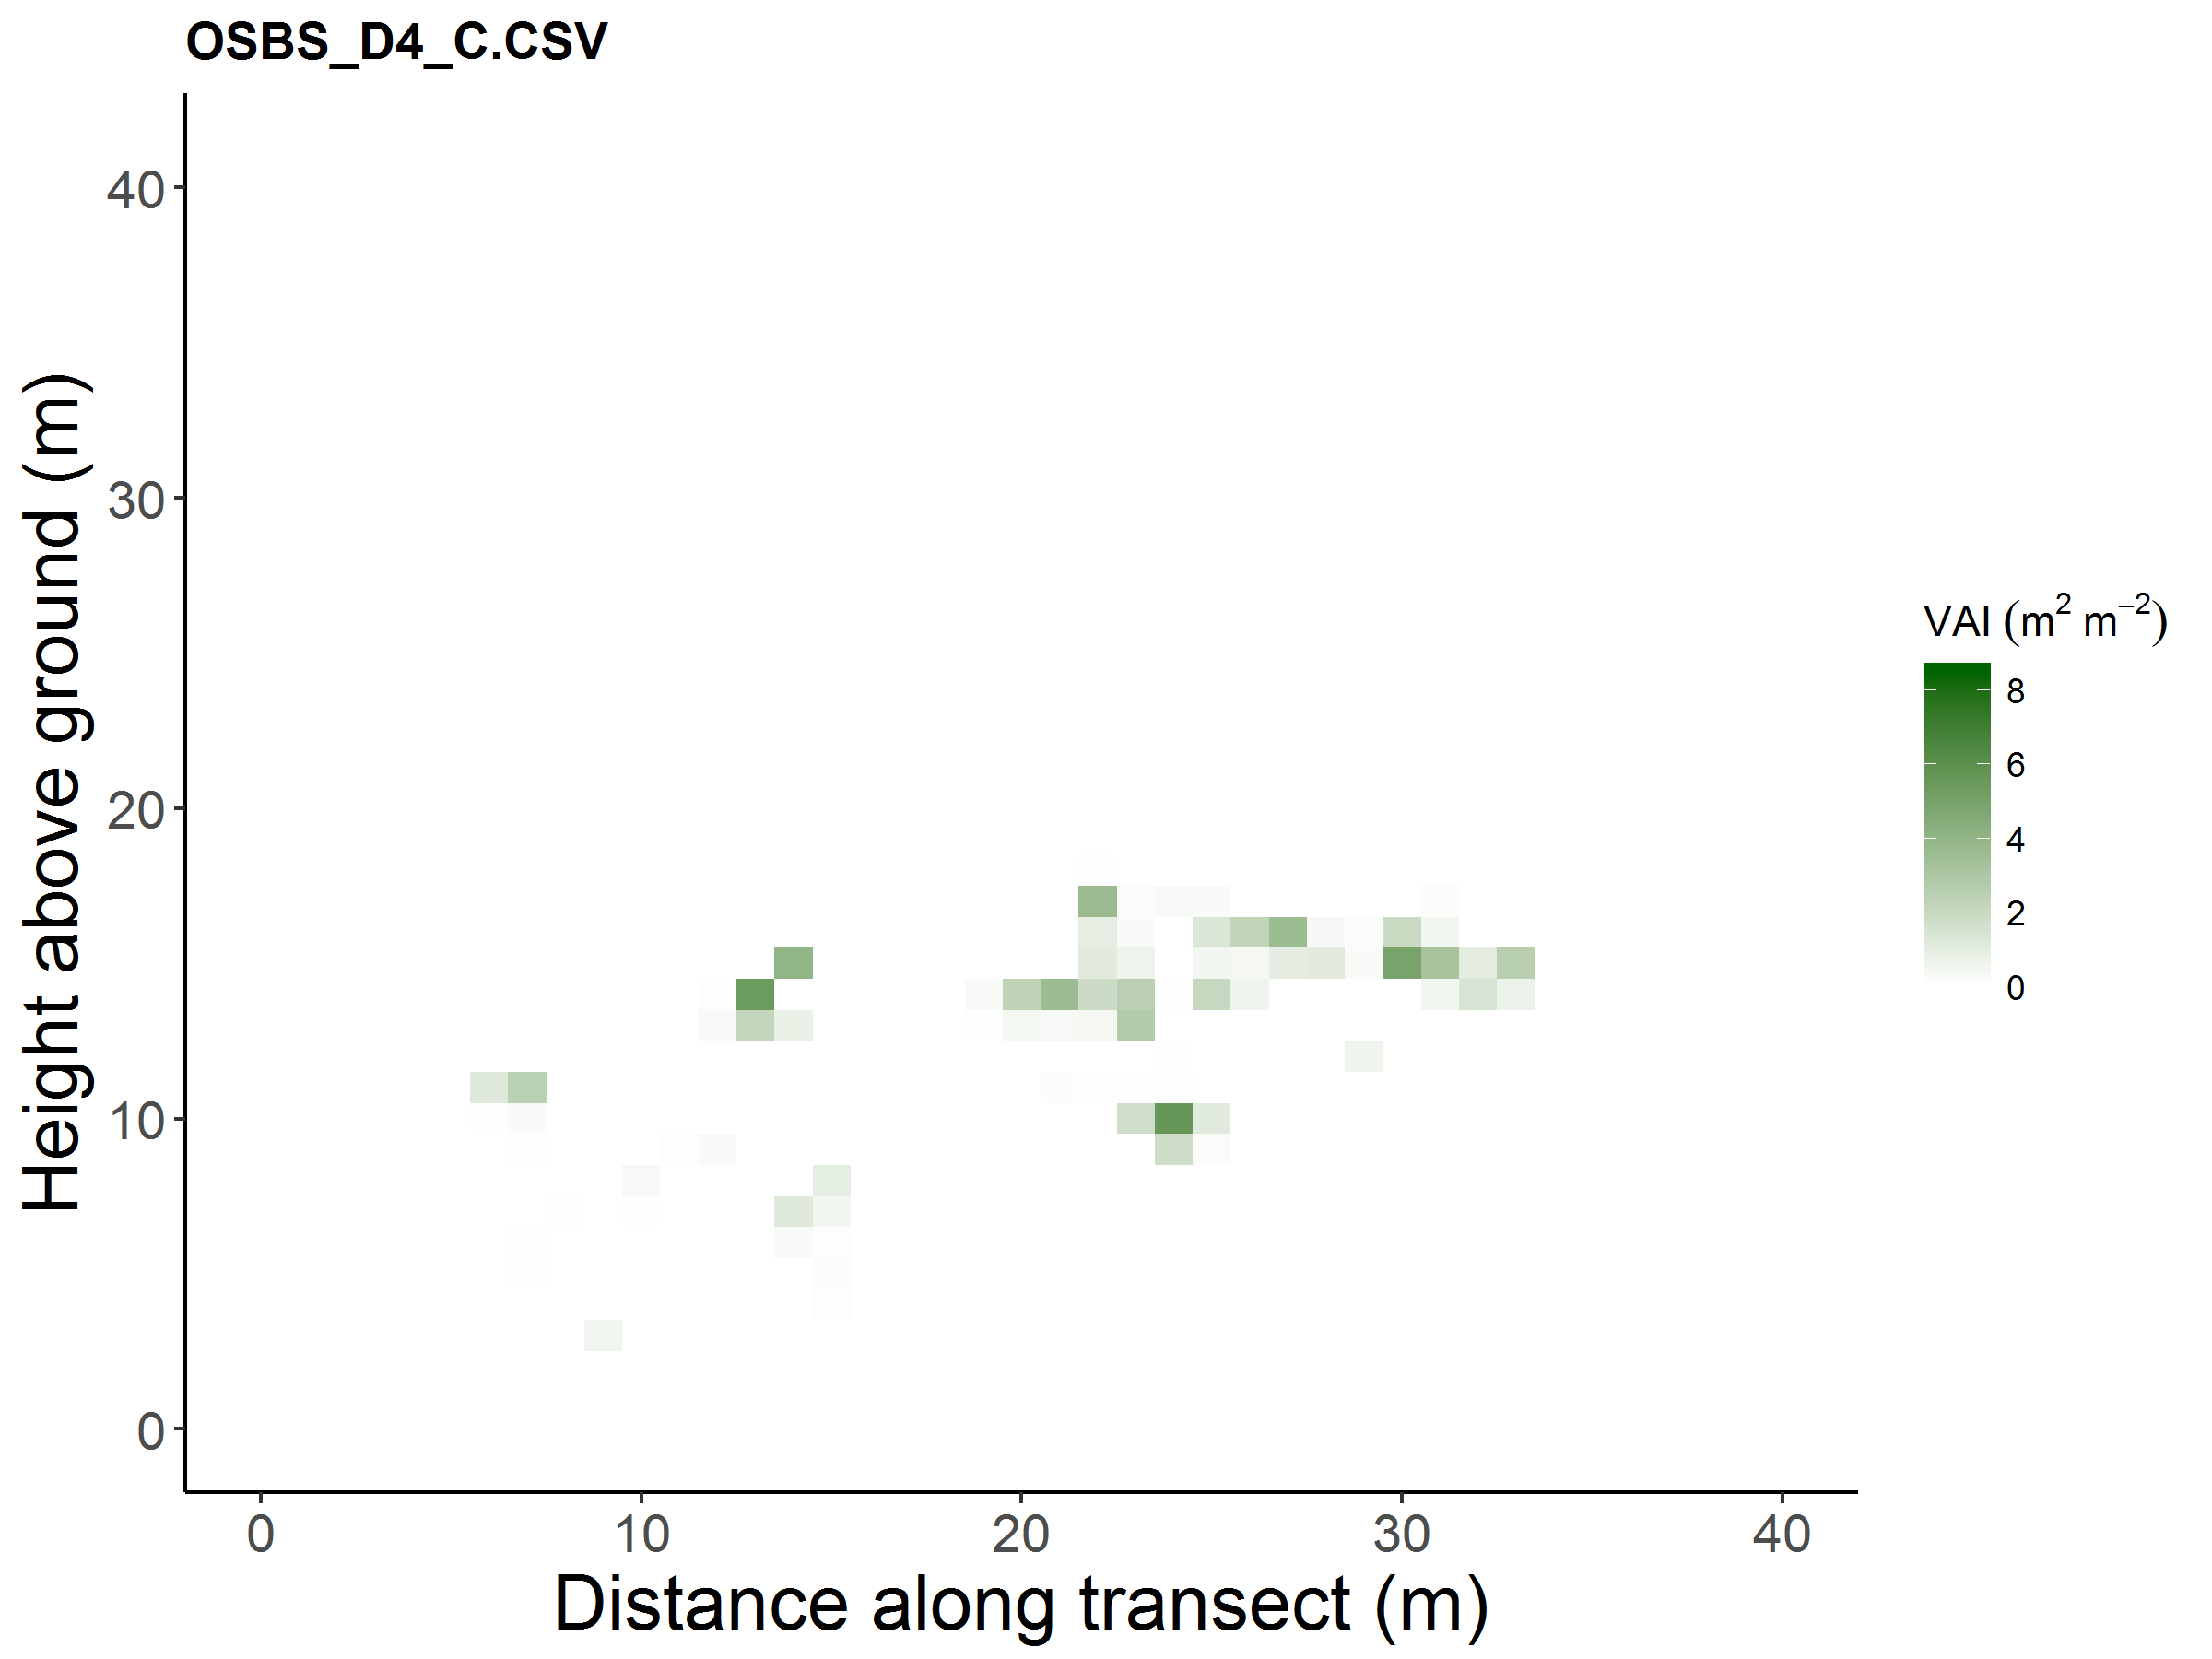 OSBS_D4_C.CSV
Height above ground (m)
40
30
20
10
0
0 10 20 30 40
Distance along transect (m)
VAI (m² m⁻²)
8
6
4
2
0